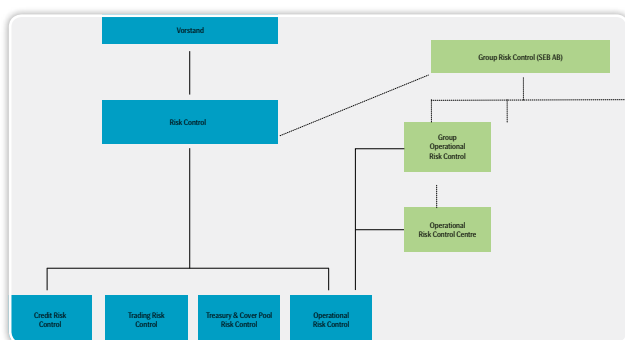 Vorstand
Group Risk Control (SEB AB)
Risk Control
Group
Operational
Risk Control
Operational
Risk Control Centre
Credit Risk
Control
Trading Risk
Control
Treasury & Cover Pool
Risk Control
Operational
Risk Control